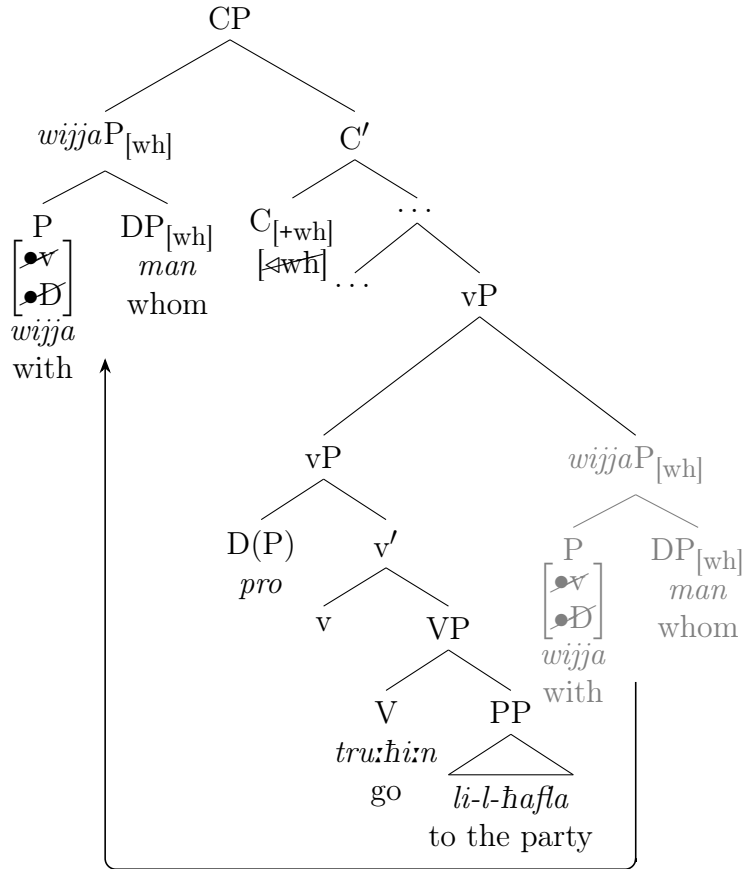 CP
wijjaP[wh] C′
P DP[wh] C[+wh] …
[•v man [◁wh] …
•D] whom vP
wijja
with
vP wijjaP[wh]
D(P) v′ P DP[wh]
pro [•v man
v VP •D] whom
wijja
V PP with
truːħiːn
go li-l-ħafla
to the party